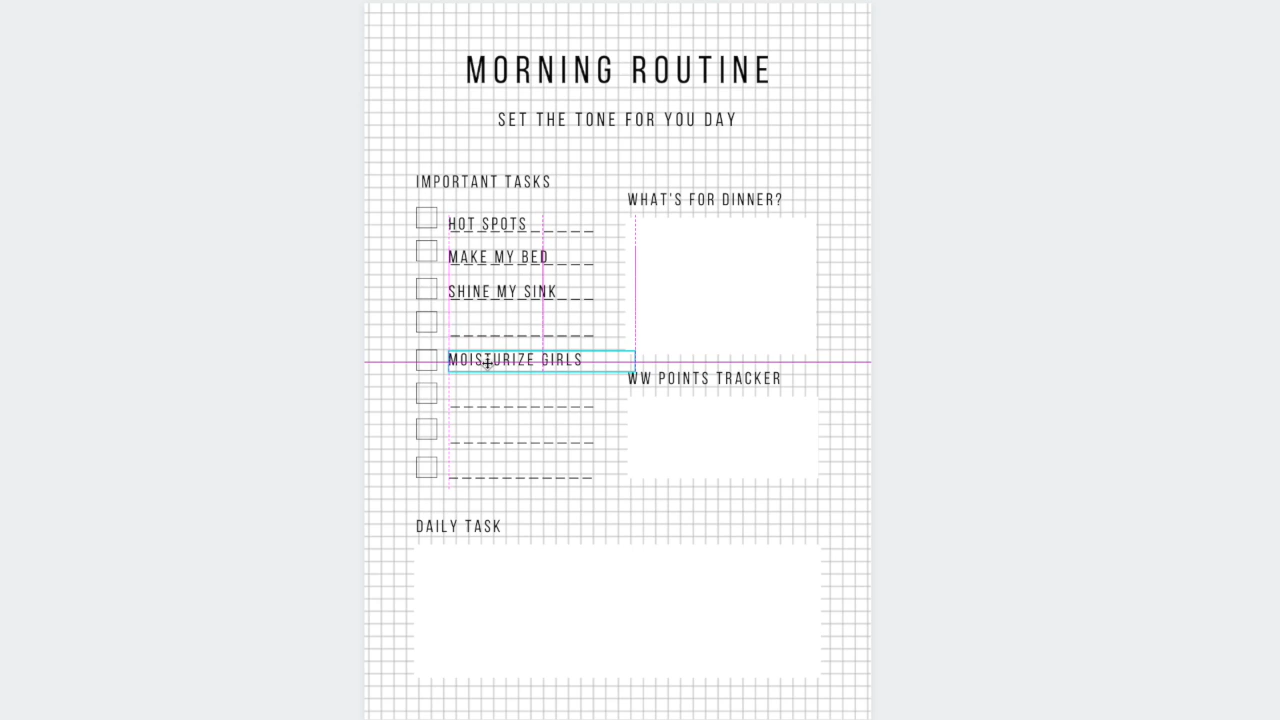 MORNING ROUTINE
SET THE TONE FOR YOU DAY
IMPORTANT TASKS
HOT SPOTS
MAKE MY BED
SHINE MY SINK
MOISTURIZE GIRLS
WHAT'S FOR DINNER?
WW POINTS TRACKER
DAILY TASK